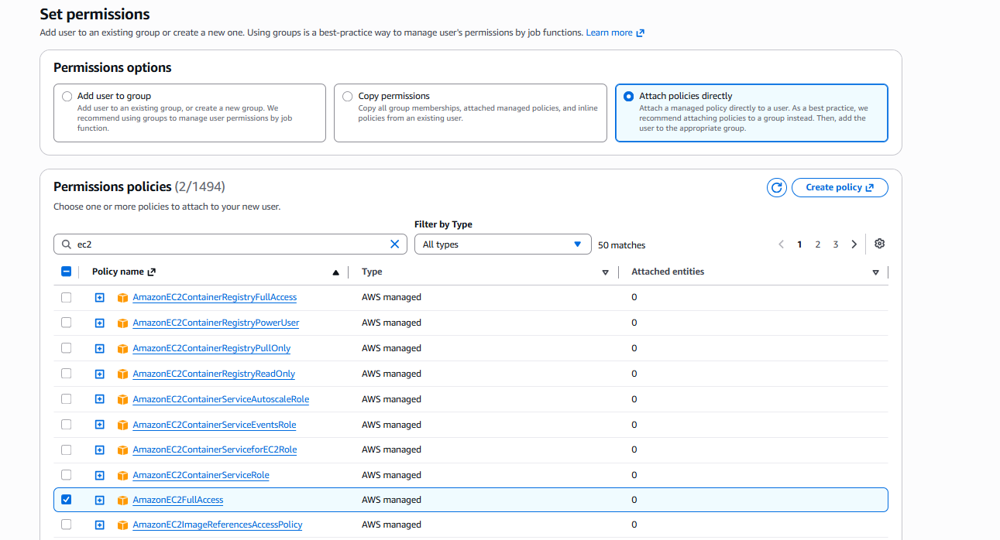 Set permissions
Add user to an existing group or create a new one. Using groups is a best-practice way to manage user's permissions by job functions. Learn more
Permissions options
Add user to group
Add user to an existing group, or create a new group. We
recommend using groups to manage user permissions by job
function.
Copy permissions
Copy all group memberships, attached managed policies, and inline
policies from an existing user.
Attach policies directly
Attach a managed policy directly to a user. As a best practice, we
recommend attaching policies to a group instead. Then, add the
user to the appropriate group.
Permissions policies (2/1494)
Create policy
Choose one or more policies to attach to your new user.
Filter by Type
ec2
All types
50 matches
1 2 3
Policy name Type Attached entities
AmazonEC2ContainerRegistryFullAccess AWS managed 0
AmazonEC2ContainerRegistryPowerUser AWS managed 0
AmazonEC2ContainerRegistryPullOnly AWS managed 0
AmazonEC2ContainerRegistryReadOnly AWS managed 0
AmazonEC2ContainerServiceAutoscaleRole AWS managed 0
AmazonEC2ContainerServiceEventsRole AWS managed 0
AmazonEC2ContainerServiceforEC2Role AWS managed 0
AmazonEC2ContainerServiceRole AWS managed 0
AmazonEC2FullAccess AWS managed 0
AmazonEC2ImageReferencesAccessPolicy AWS managed 0